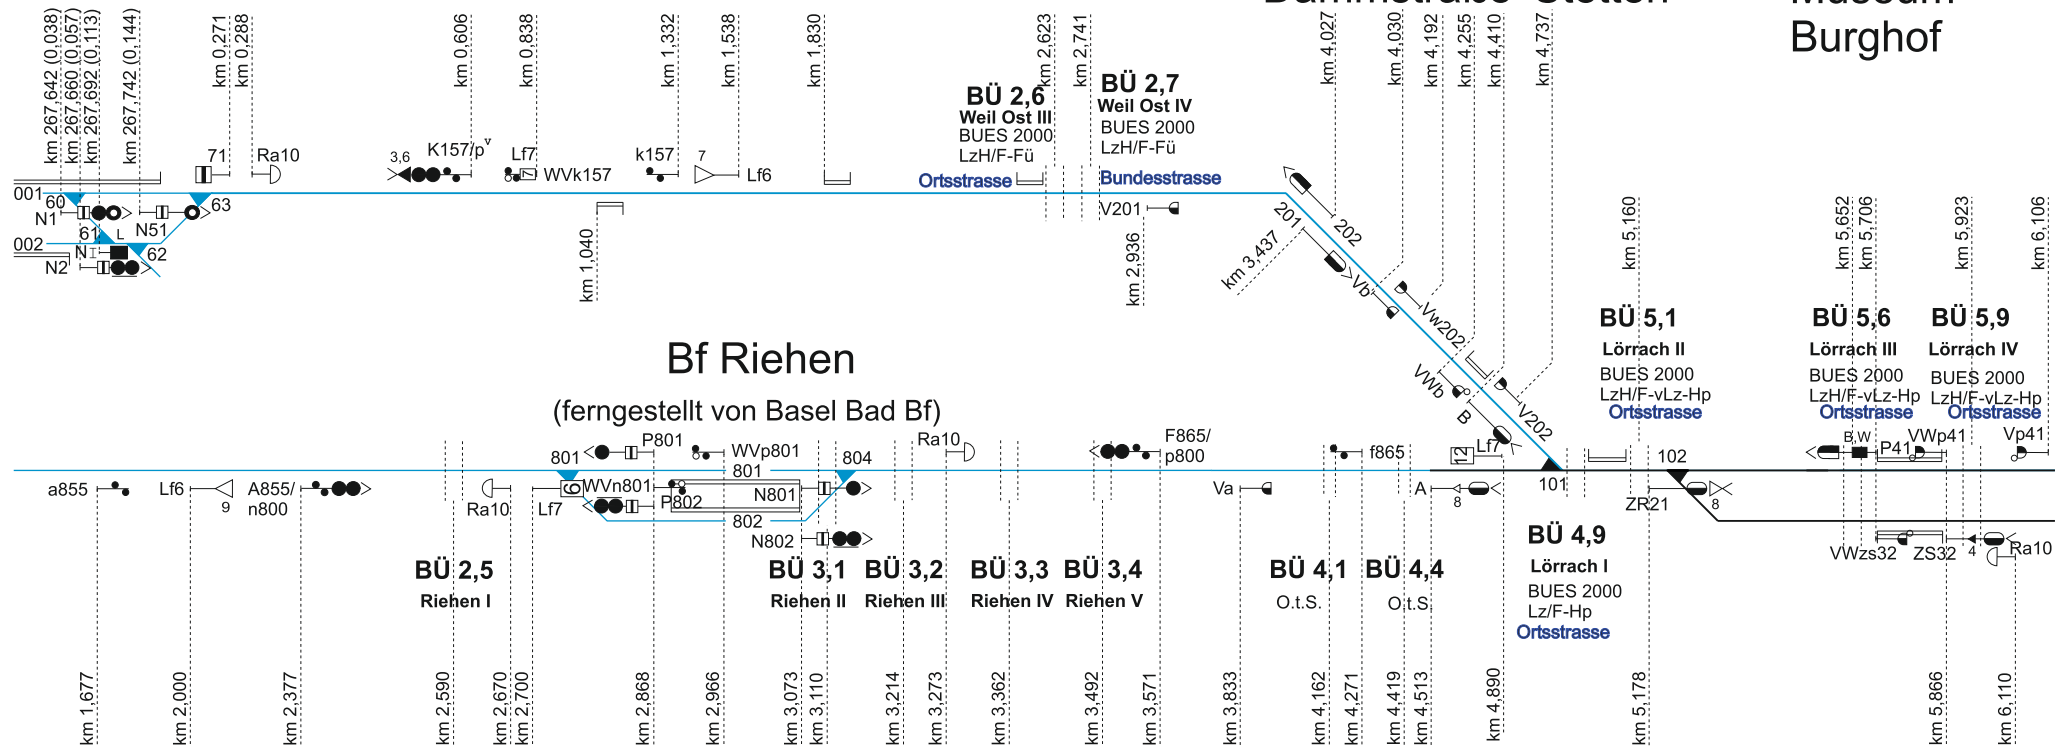 Burghof
km 267,642 (0,038)
km 267,660 (0,057)
km 267,692 (0,113)
km 267,742 (0,144)
km 0,271
km 0,288
km 0,606
km 0,838
km 1,332
km 1,538
km 1,830
km 2,623
km 2,741
km 4,027
km 4,030
km 4,192
km 4,255
km 4,410
km 4,737
BÜ 2,6
Weil Ost III
BUES 2000
LzH/F-Fü
Ortsstrasse
BÜ 2,7
Weil Ost IV
BUES 2000
LzH/F-Fü
Bundesstrasse
71
Ra10
3,6
K157/p v
Lf7
7
WVk157
k157
7
Lf6
001
60
N1
61
L
N51
63
002
N I
N2
62
km 1,040
V201
km 2,936
201
202
km 3,437
Vb
Vw202
VWb
B
V202
km 5,160
km 5,652
km 5,706
km 5,923
km 6,106
BÜ 5,1
Lörrach II
BUES 2000
LzH/F-vLz-Hp
Ortsstrasse
BÜ 5,6
Lörrach III
BUES 2000
LzH/F-vLz-Hp
Ortsstrasse
BÜ 5,9
Lörrach IV
BUES 2000
LzH/F-vLz-Hp
Ortsstrasse
Bf Riehen
(ferngestellt von Basel Bad Bf)
801
P801
WVp801
801
804
Ra10
F865/
p800
f865
12
Lf7
102
B,W
P41
VWp41
Vp41
a855
Lf6
9
A855/
n800
Ra10
Lf7
6
WVn801
P802
N801
802
N802
Va
A
8
101
ZR21
8
VWzs32
ZS32
4
Ra10
BÜ 2,5
Riehen I
BÜ 3,1
Riehen II
BÜ 3,2
Riehen III
BÜ 3,3
Riehen IV
BÜ 3,4
Riehen V
BÜ 4,1
O.t.S.
BÜ 4,4
O.t.S.
BÜ 4,9
Lörrach I
BUES 2000
Lz/F-Hp
Ortsstrasse
km 1,677
km 2,000
km 2,377
km 2,590
km 2,670
km 2,700
km 2,868
km 2,966
km 3,073
km 3,110
km 3,214
km 3,273
km 3,362
km 3,492
km 3,571
km 3,833
km 4,162
km 4,271
km 4,419
km 4,513
km 4,890
km 5,178
km 5,866
km 6,110